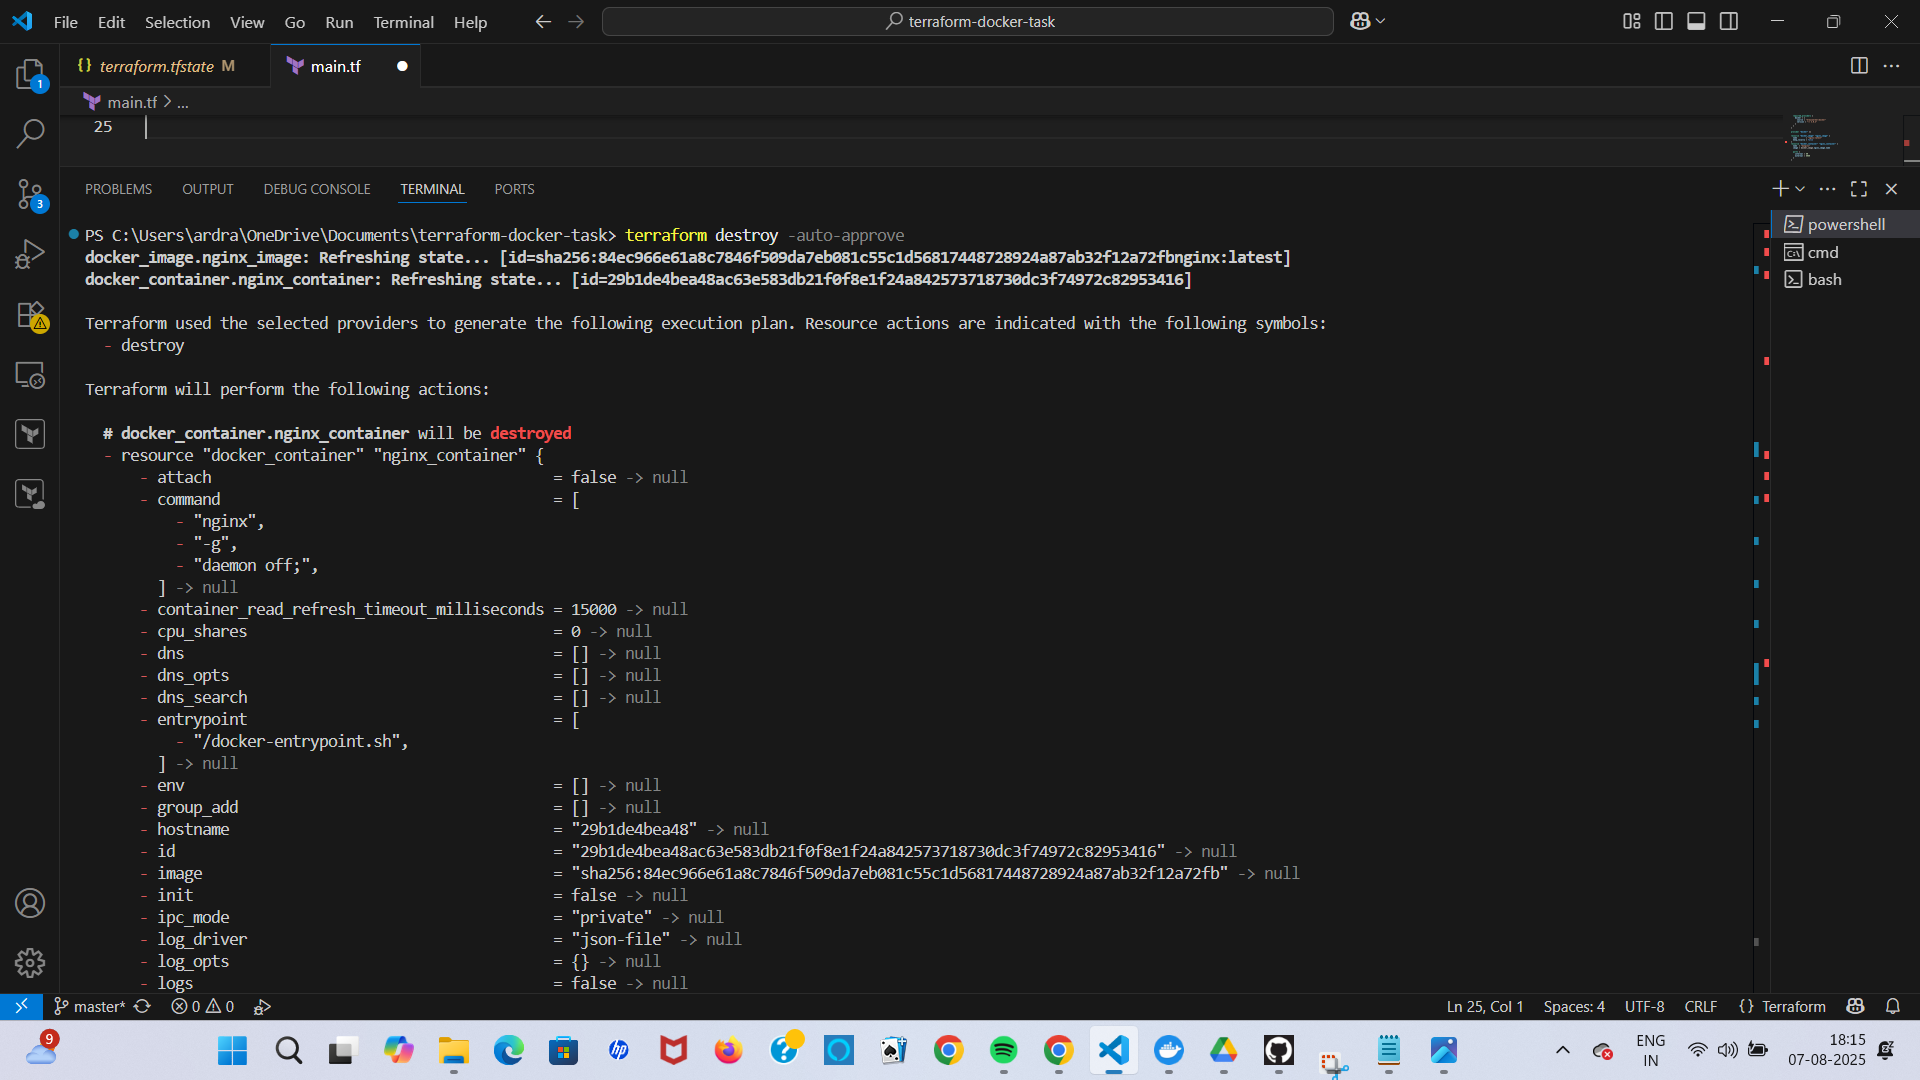 File Edit Selection View Go Run Terminal Help
terraform-docker-task
{} terraform.tfstate M
main.tf
main.tf > ...
1
25
PROBLEMS OUTPUT DEBUG CONSOLE TERMINAL PORTS
3
powershell
cmd
bash
PS C:\Users\ardra\OneDrive\Documents\terraform-docker-task> terraform destroy -auto-approve
docker_image.nginx_image: Refreshing state... [id=sha256:84ec966e61a8c7846f509da7eb081c55c1d56817448728924a87ab32f12a72fbnginx:latest]
docker_container.nginx_container: Refreshing state... [id=29b1de4bea48ac63e583db21f0f8e1f24a842573718730dc3f74972c82953416]
Terraform used the selected providers to generate the following execution plan. Resource actions are indicated with the following symbols:
- destroy
Terraform will perform the following actions:
# docker_container.nginx_container will be destroyed
- resource "docker_container" "nginx_container" {
- attach = false -> null
- command = [
- "nginx",
- "-g",
- "daemon off;",
] -> null
- container_read_refresh_timeout_milliseconds = 15000 -> null
- cpu_shares = 0 -> null
- dns = [] -> null
- dns_opts = [] -> null
- dns_search = [] -> null
- entrypoint = [
- "/docker-entrypoint.sh",
] -> null
- env = [] -> null
- group_add = [] -> null
- hostname = "29b1de4bea48" -> null
- id = "29b1de4bea48ac63e583db21f0f8e1f24a842573718730dc3f74972c82953416" -> null
- image = "sha256:84ec966e61a8c7846f509da7eb081c55c1d56817448728924a87ab32f12a72fb" -> null
- init = false -> null
- ipc_mode = "private" -> null
- log_driver = "json-file" -> null
- log_opts = {} -> null
- logs = false -> null
master* 0 0
Ln 25, Col 1 Spaces: 4 UTF-8 CRLF {} Terraform
9
hp
ENG
IN
18:15
07-08-2025